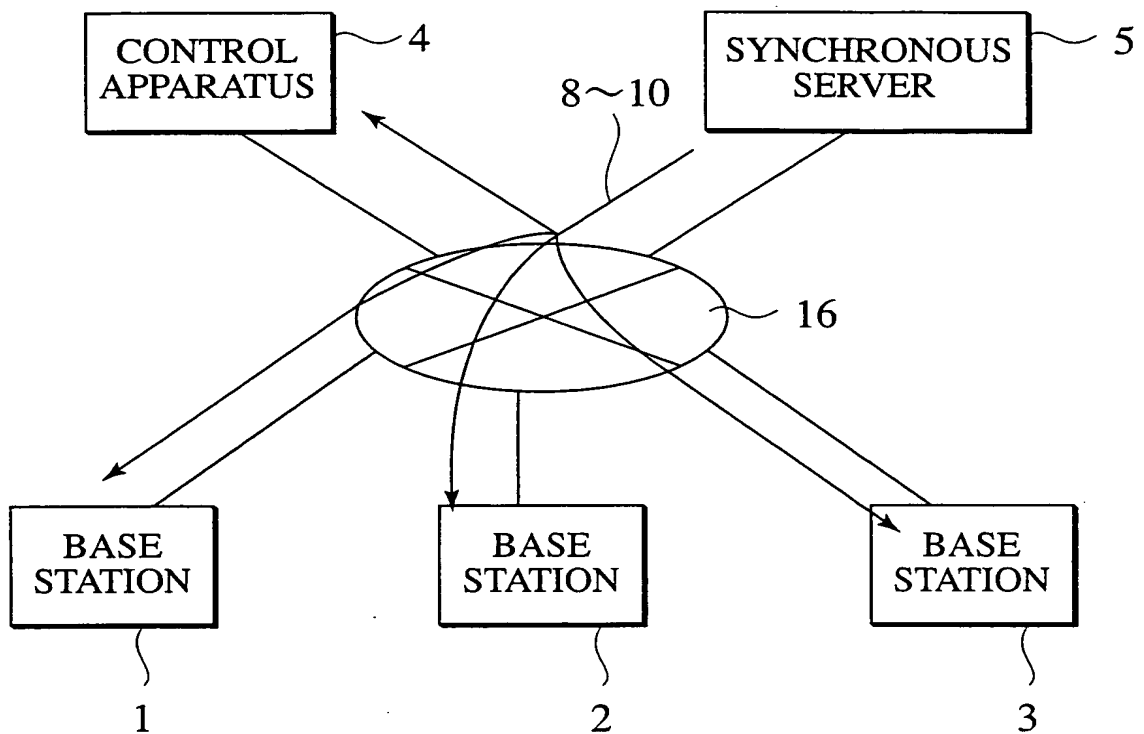 CONTROL
APPARATUS
4
SYNCHRONOUS
SERVER
5
8~10
16
BASE
STATION
BASE
STATION
BASE
STATION
1
2
3